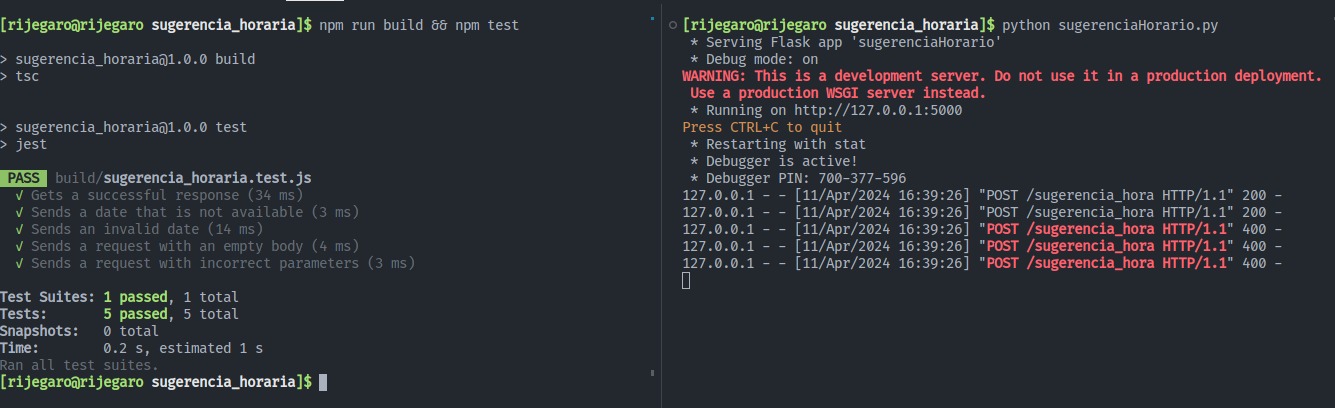 [rijegaro@rijegaro sugerencia_horaria]$ npm run build && npm test
> sugerencia_horaria@1.0.0 build
> tsc
> sugerencia_horaria@1.0.0 test
> jest
PASS build/sugerencia_horaria.test.js
√ Gets a successful response (34 ms)
√ Sends a date that is not available (3 ms)
√ Sends an invalid date (14 ms)
√ Sends a request with an empty body (4 ms)
√ Sends a request with incorrect parameters (3 ms)
Test Suites: 1 passed, 1 total
Tests: 5 passed, 5 total
Snapshots: 0 total
Time: 0.2 s, estimated 1 s
Ran all test suites.
[rijegaro@rijegaro sugerencia_horaria]$
[rijegaro@rijegaro sugerencia_horaria]$ python sugerenciaHorario.py
* Serving Flask app 'sugerenciaHorario'
* Debug mode: on
WARNING: This is a development server. Do not use it in a production deployment.
Use a production WSGI server instead.
* Running on http://127.0.0.1:5000
Press CTRL+C to quit
* Restarting with stat
* Debugger is active!
* Debugger PIN: 700-377-596
127.0.0.1 - - [11/Apr/2024 16:39:26] "POST /sugerencia_hora HTTP/1.1" 200 -
127.0.0.1 - - [11/Apr/2024 16:39:26] "POST /sugerencia_hora HTTP/1.1" 200 -
127.0.0.1 - - [11/Apr/2024 16:39:26] "POST /sugerencia_hora HTTP/1.1" 400 -
127.0.0.1 - - [11/Apr/2024 16:39:26] "POST /sugerencia_hora HTTP/1.1" 400 -
127.0.0.1 - - [11/Apr/2024 16:39:26] "POST /sugerencia_hora HTTP/1.1" 400 -